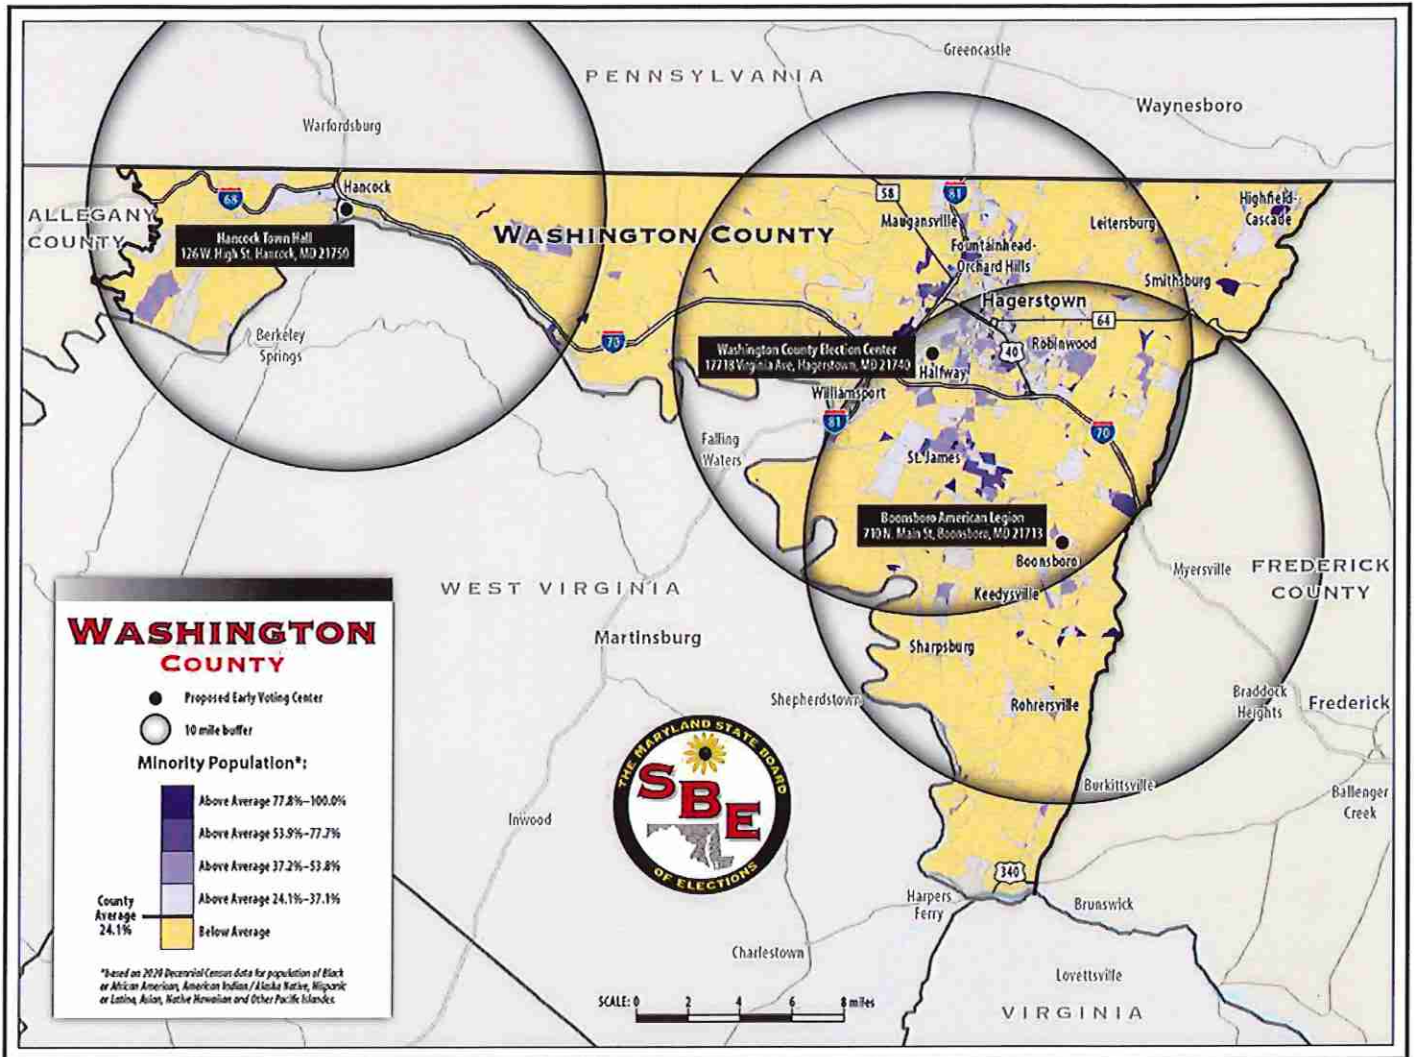 Greencastle
PENNSYLVANIA
Waynesboro
Warfordsburg
58
81
Highfield-
Cascade
Hancock
68
Maugansville
Leitersburg
ALLEGANY
COUNTY
Hancock Town Hall
126 W. High St. Hancock, MD 21750
WASHINGTON COUNTY
Fountainhead-
Orchard Hills
Smithsburg
Hagerstown
64
Berkeley
Springs
70
Washington County Election Center
17718 Virginia Ave, Hagerstown, MD 21740
40
Robinwood
Halfway
Williamsport
81
70
Falling
Waters
St. James
Boonsboro American Legion
710 N. Main St, Boonsboro, MD 21713
Boonsboro
Myersville
FREDERICK
COUNTY
WEST VIRGINIA
Keedysville
Martinsburg
Sharpsburg
Shepherdstown
Rohrersville
Braddock
Heights
Frederick
Burkittsville
Ballenger
Creek
Inwood
340
Harpers
Ferry
Brunswick
Charlestown
Lovettsville
VIRGINIA
WASHINGTON
COUNTY
Proposed Early Voting Center
10 mile buffer
Minority Population*:
Above Average 77.8%–100.0%
Above Average 53.9%–77.7%
Above Average 37.2%–53.8%
Above Average 24.1%–37.1%
County
Average
24.1%
Below Average
*based on 2020 Decennial Census data for population of Black
or African American, American Indian/Alaska Native, Hispanic
or Latino, Asian, Native Hawaiian and Other Pacific Islander.
THE MARYLAND STATE BOARD
SBE
OF ELECTIONS
SCALE: 0 2 4 6 8 miles